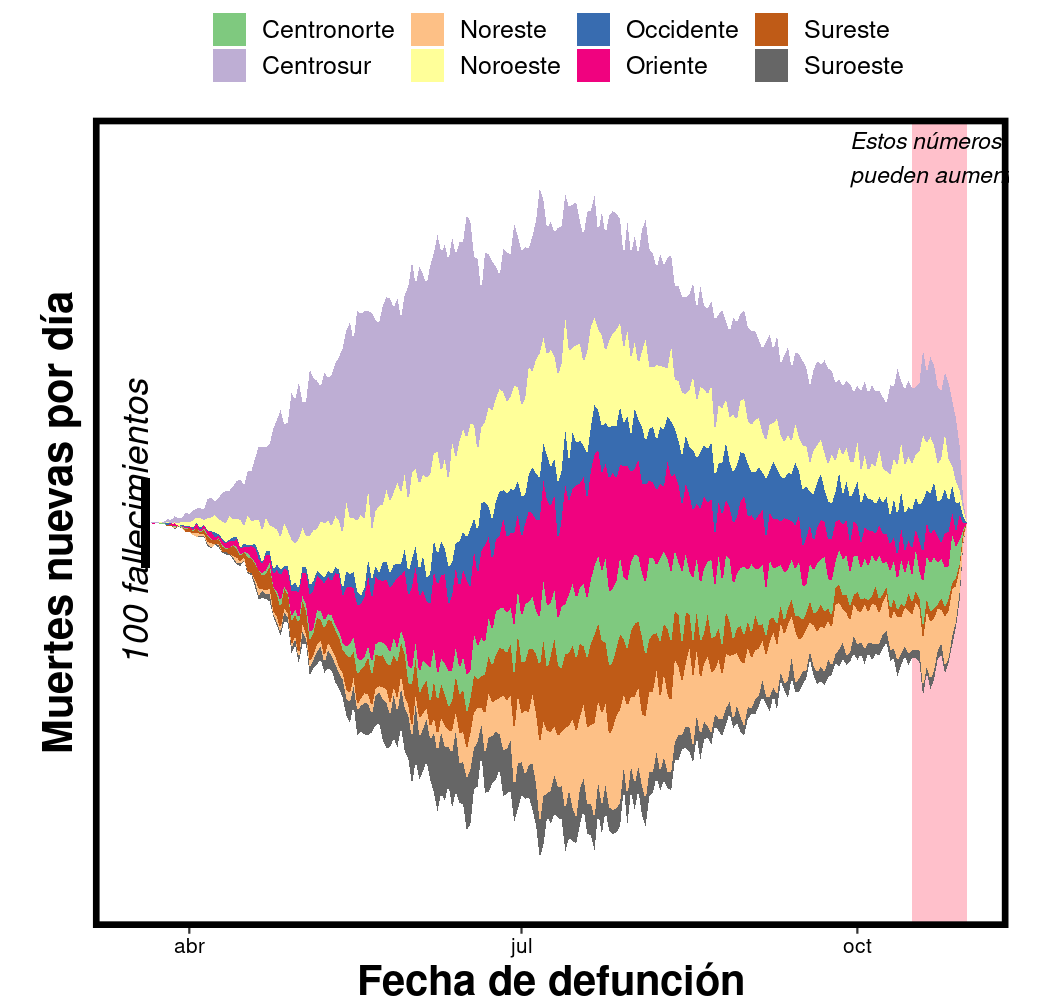 Centronorte Noreste Occidente Sureste
Centrosur Noroeste Oriente Suroeste
Estos números
pueden aumen
Muertes nuevas por día
100 fallecimientos
abr jul oct
Fecha de defunción